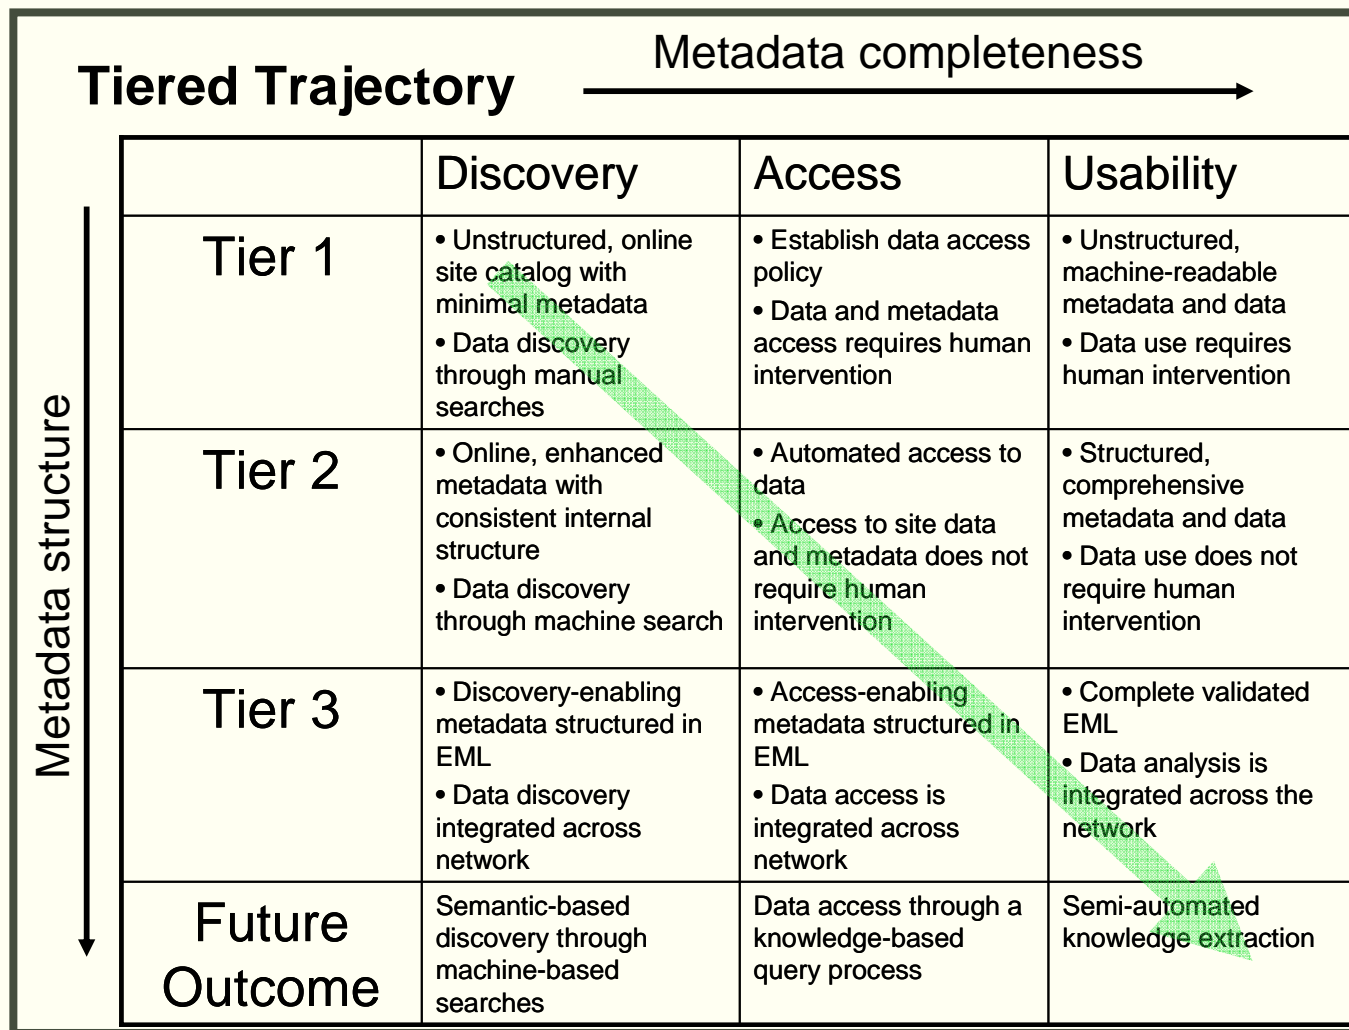 Metadata completeness
Tiered Trajectory
Discovery
Access
Usability
Metadata structure
Tier 1
• Unstructured, online
site catalog with
minimal metadata
• Data discovery
through manual
searches
• Establish data access
policy
• Data and metadata
access requires human
intervention
• Unstructured,
machine-readable
metadata and data
• Data use requires
human intervention
Tier 2
• Online, enhanced
metadata with
consistent internal
structure
• Data discovery
through machine search
• Automated access to
data
• Access to site data
and metadata does not
require human
intervention
• Structured,
comprehensive
metadata and data
• Data use does not
require human
intervention
Tier 3
• Discovery-enabling
metadata structured in
EML
• Data discovery
integrated across
network
• Access-enabling
metadata structured in
EML
• Data access is
integrated across
network
• Complete validated
EML
• Data analysis is
integrated across the
network
Future
Outcome
Semantic-based
discovery through
machine-based
searches
Data access through a
knowledge-based
query process
Semi-automated
knowledge extraction